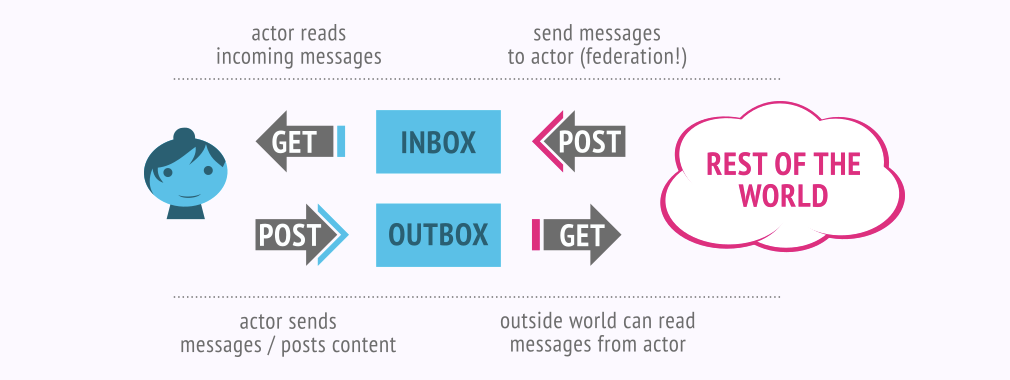 actor reads
incoming messages
send messages
to actor (federation!)
GET
INBOX
POST
REST OF THE
WORLD
POST
OUTBOX
GET
actor sends
messages / posts content
outside world can read
messages from actor